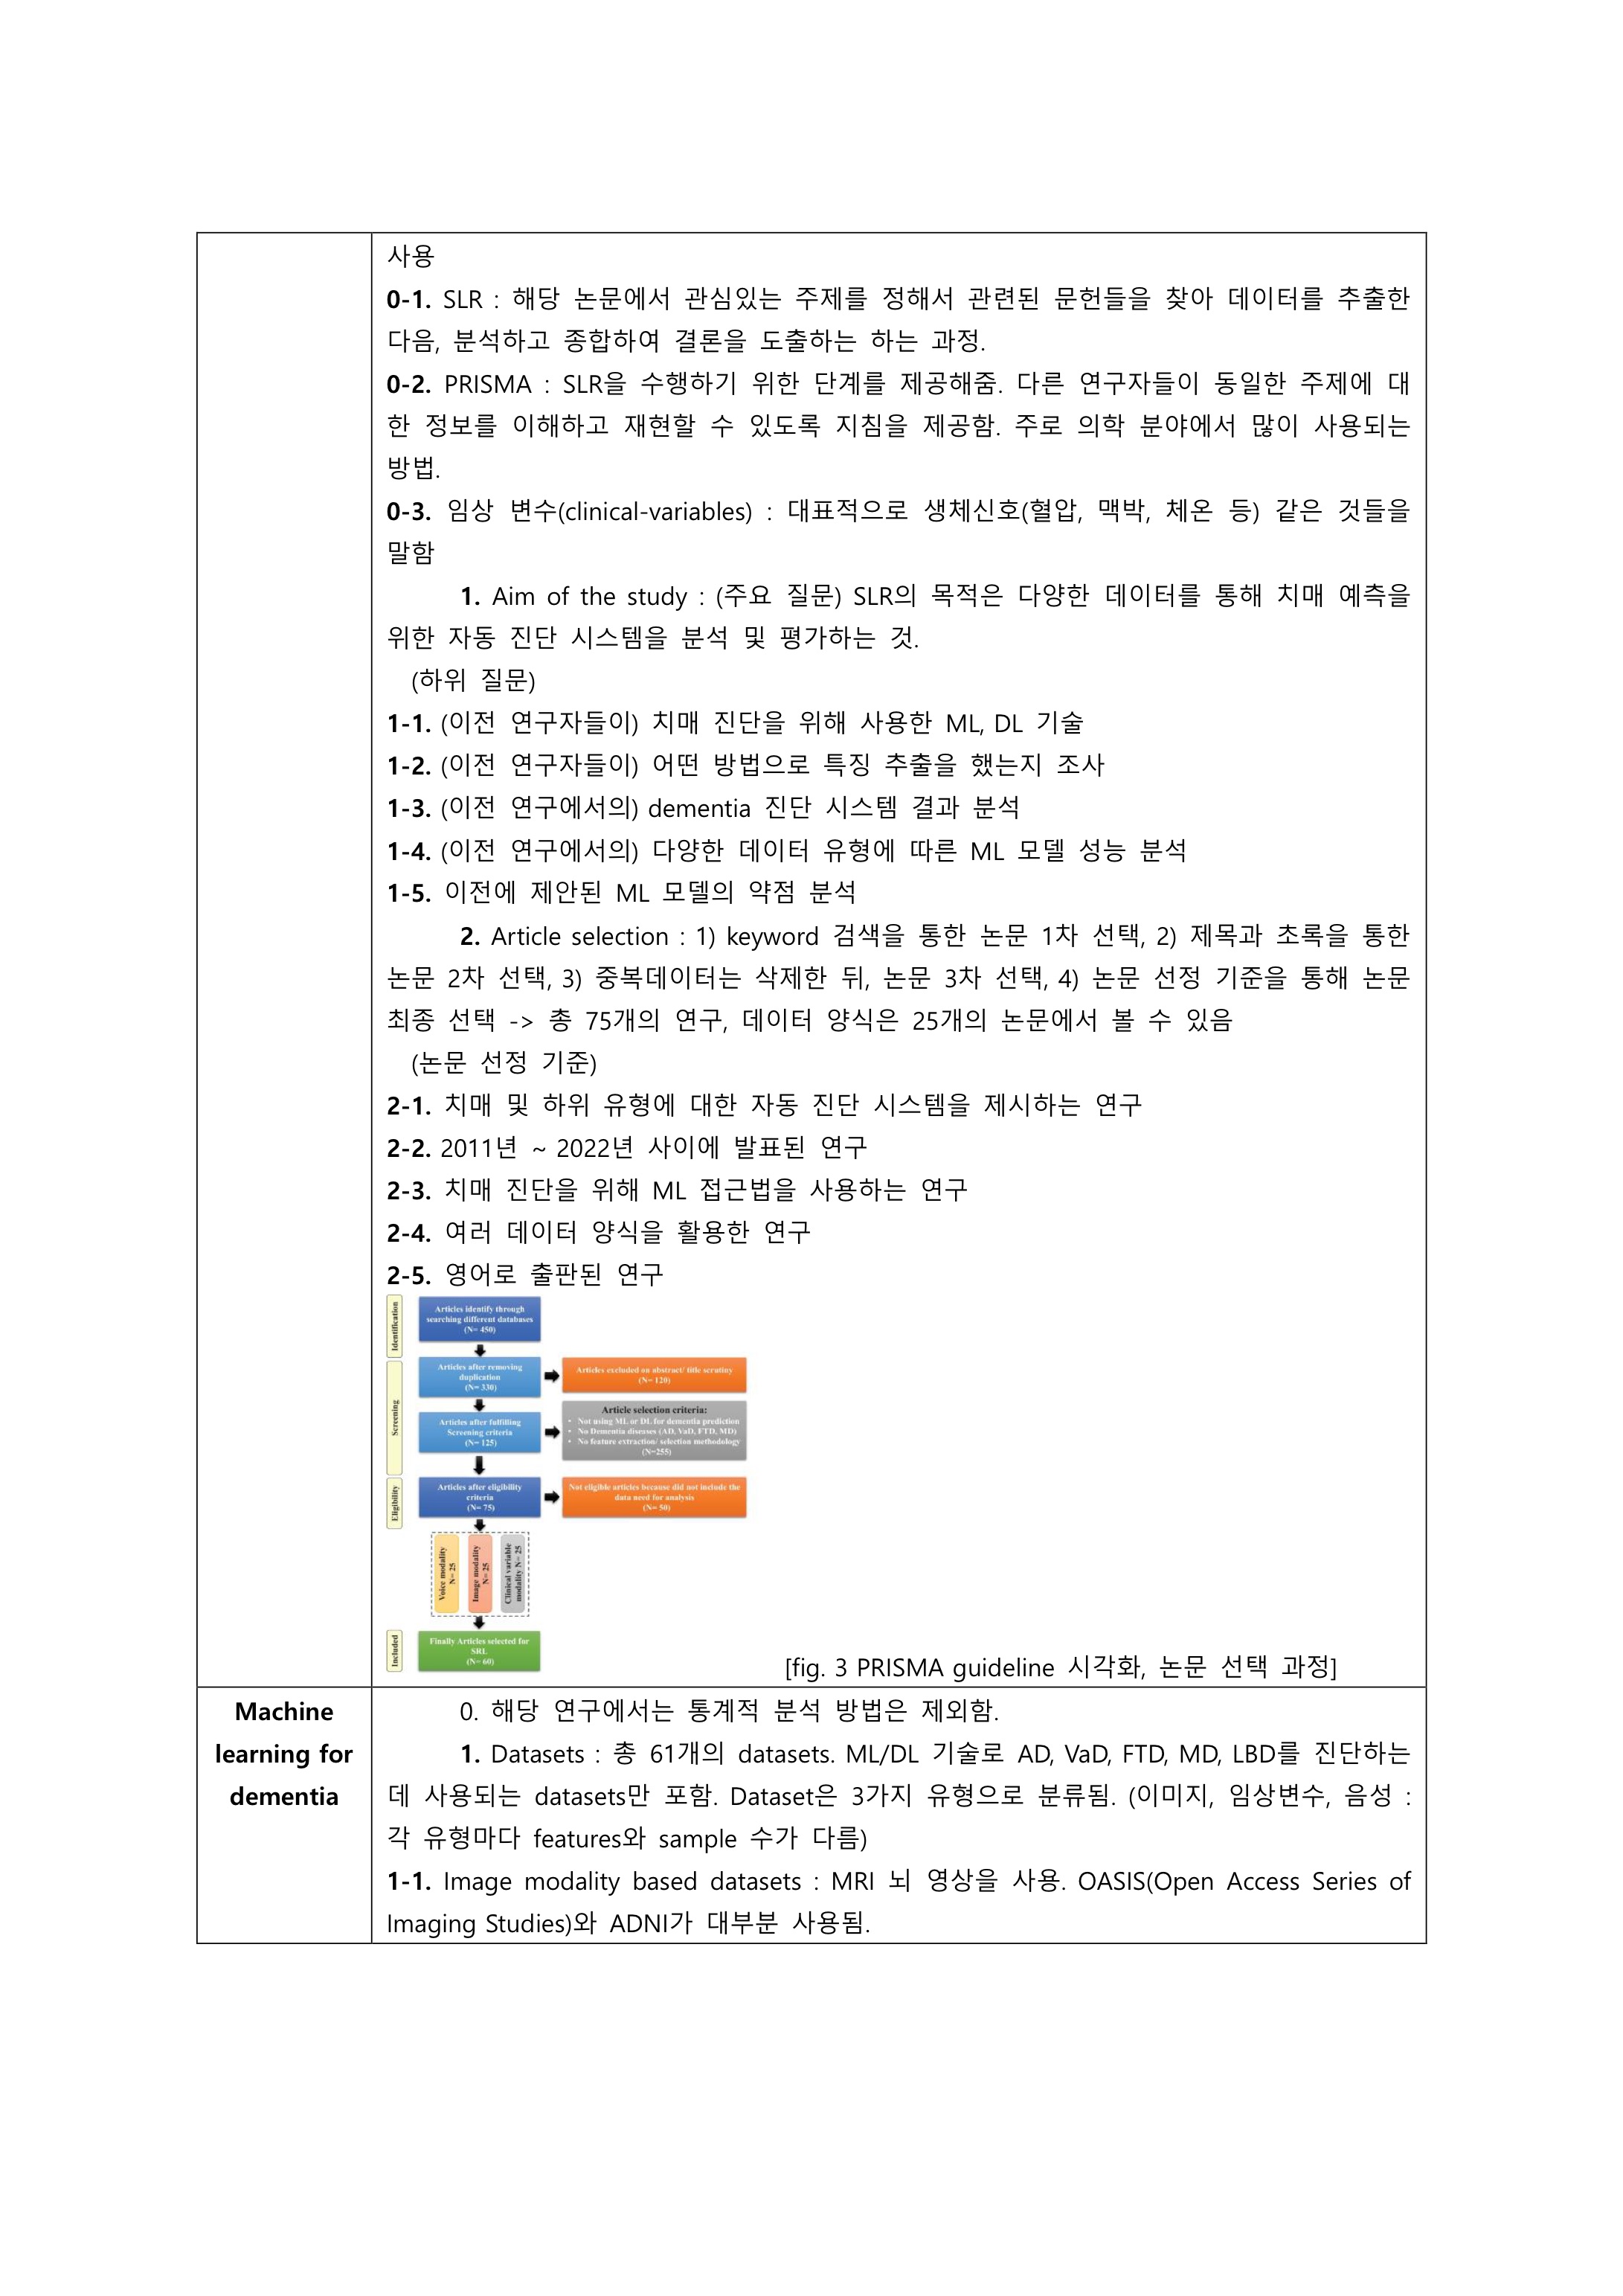 사용
0-1. SLR : 해당 논문에서 관심있는 주제를 정해서 관련된 문헌들을 찾아 데이터를 추출한
다음, 분석하고 종합하여 결론을 도출하는 하는 과정.
0-2. PRISMA : SLR을 수행하기 위한 단계를 제공해줌. 다른 연구자들이 동일한 주제에 대
한 정보를 이해하고 재현할 수 있도록 지침을 제공함. 주로 의학 분야에서 많이 사용되는
방법.
0-3. 임상 변수(clinical-variables) : 대표적으로 생체신호(혈압, 맥박, 체온 등) 같은 것들을
말함
1. Aim of the study : (주요 질문) SLR의 목적은 다양한 데이터를 통해 치매 예측을
위한 자동 진단 시스템을 분석 및 평가하는 것.
(하위 질문)
1-1. (이전 연구자들이) 치매 진단을 위해 사용한 ML, DL 기술
1-2. (이전 연구자들이) 어떤 방법으로 특징 추출을 했는지 조사
1-3. (이전 연구에서의) dementia 진단 시스템 결과 분석
1-4. (이전 연구에서의) 다양한 데이터 유형에 따른 ML 모델 성능 분석
1-5. 이전에 제안된 ML 모델의 약점 분석
2. Article selection : 1) keyword 검색을 통한 논문 1차 선택, 2) 제목과 초록을 통한
논문 2차 선택, 3) 중복데이터는 삭제한 뒤, 논문 3차 선택, 4) 논문 선정 기준을 통해 논문
최종 선택 -> 총 75개의 연구, 데이터 양식은 25개의 논문에서 볼 수 있음
(논문 선정 기준)
2-1. 치매 및 하위 유형에 대한 자동 진단 시스템을 제시하는 연구
2-2. 2011년 ~ 2022년 사이에 발표된 연구
2-3. 치매 진단을 위해 ML 접근법을 사용하는 연구
2-4. 여러 데이터 양식을 활용한 연구
2-5. 영어로 출판된 연구
Identification
Articles identify through
searching different databases
(N= 450)
Screening
Articles after removing
duplication
(N= 330)
Articles excluded on abstract/ title scrutiny
(N= 120)
Articles after fulfilling
Screening criteria
(N= 125)
Article selection criteria:
• Not using ML or DL for dementia prediction
• No Dementia diseases (AD, VaD, FTD, MD)
• No feature extraction/ selection methodology
(N=255)
Eligibility
Articles after eligibility
criteria
(N= 75)
Not eligible articles because did not include the
data need for analysis
(N= 50)
Voice modality
N= 25
Image modality
N= 25
Clinical variable
modality N= 25
Included
Finally Articles selected for
SRL
(N= 60)
[fig. 3 PRISMA guideline 시각화, 논문 선택 과정]
Machine
learning for
dementia
0. 해당 연구에서는 통계적 분석 방법은 제외함.
1. Datasets : 총 61개의 datasets. ML/DL 기술로 AD, VaD, FTD, MD, LBD를 진단하는
데 사용되는 datasets만 포함. Dataset은 3가지 유형으로 분류됨. (이미지, 임상변수, 음성 :
각 유형마다 features와 sample 수가 다름)
1-1. Image modality based datasets : MRI 뇌 영상을 사용. OASIS(Open Access Series of
Imaging Studies)와 ADNI가 대부분 사용됨.